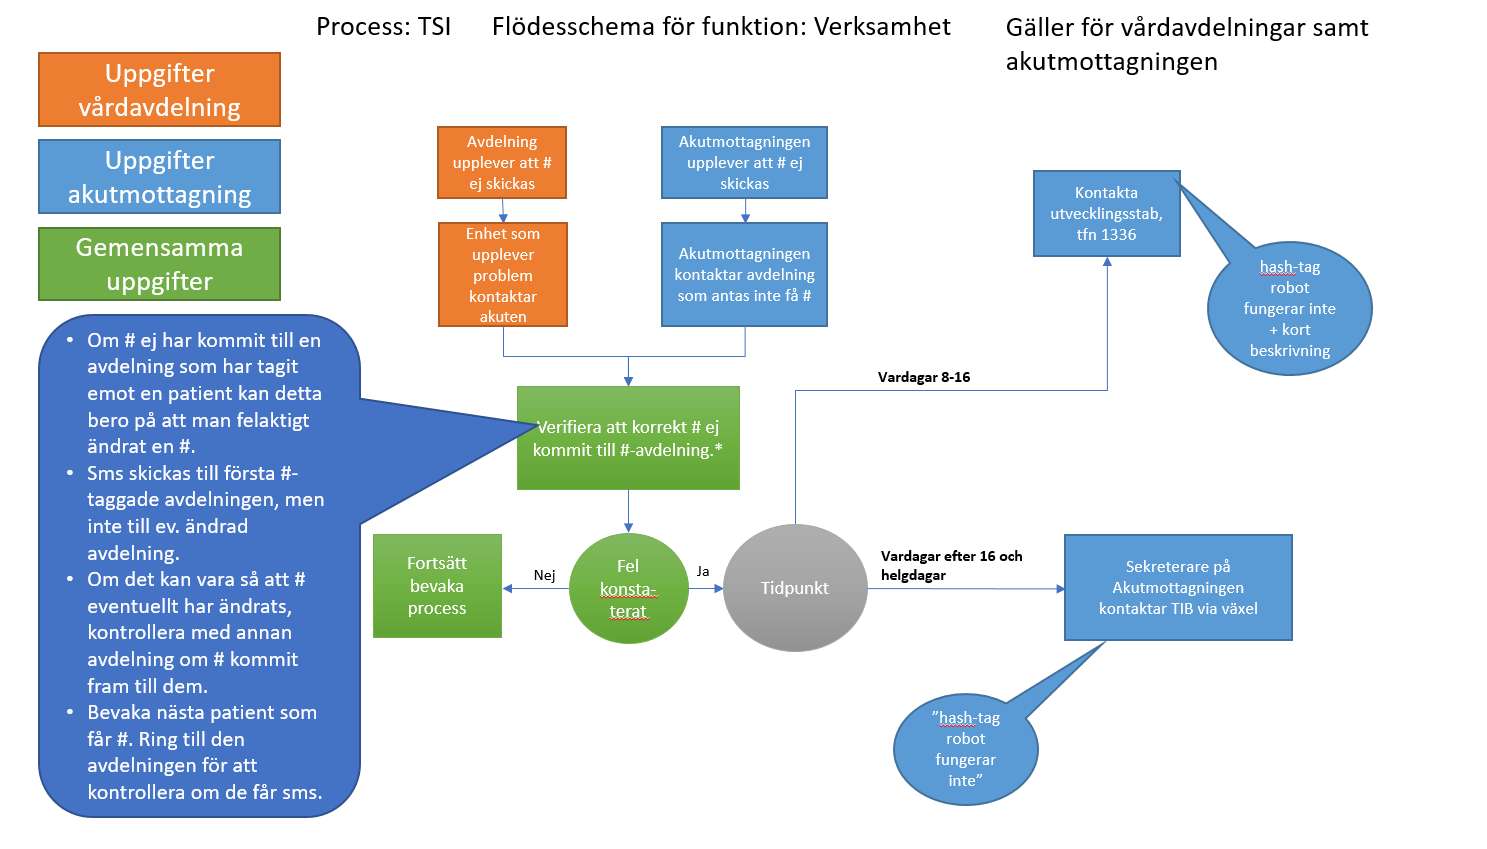 Process: TSI
Flödesschema för funktion: Verksamhet
Gäller för vårdavdelningar samt
akutmottagningen
Uppgifter
vårdavdelning
Uppgifter
akutmottagning
Gemensamma
uppgifter
Avdelning
upplever att #
ej skickas
Akutmottagningen
upplever att # ej
skickas
Enhet som
upplever
problem
kontaktar
akuten
Akutmottagningen
kontaktar avdelning
som antas inte få #
Kontakta
utvecklingsstab,
tfn 1336
hash-tag
robot
fungerar inte
+ kort
beskrivning
• Om # ej har kommit till en
avdelning som har tagit
emot en patient kan detta
bero på att man felaktigt
ändrat en #.
• Sms skickas till första #-
taggade avdelningen, men
inte till ev. ändrad
avdelning.
• Om det kan vara så att #
eventuellt har ändrats,
kontrollera med annan
avdelning om # kommit
fram till dem.
• Bevaka nästa patient som
får #. Ring till den
avdelningen för att
kontrollera om de får sms.
Verifiera att korrekt # ej
kommit till #-avdelning.*
Vardagar 8-16
Fortsätt
bevaka
process
Nej
Fel
konsta-
terat
Ja
Tidpunkt
Vardagar efter 16 och
helgdagar
Sekreterare på
Akutmottagningen
kontaktar TIB via växel
”hash-tag
robot
fungerar
inte”